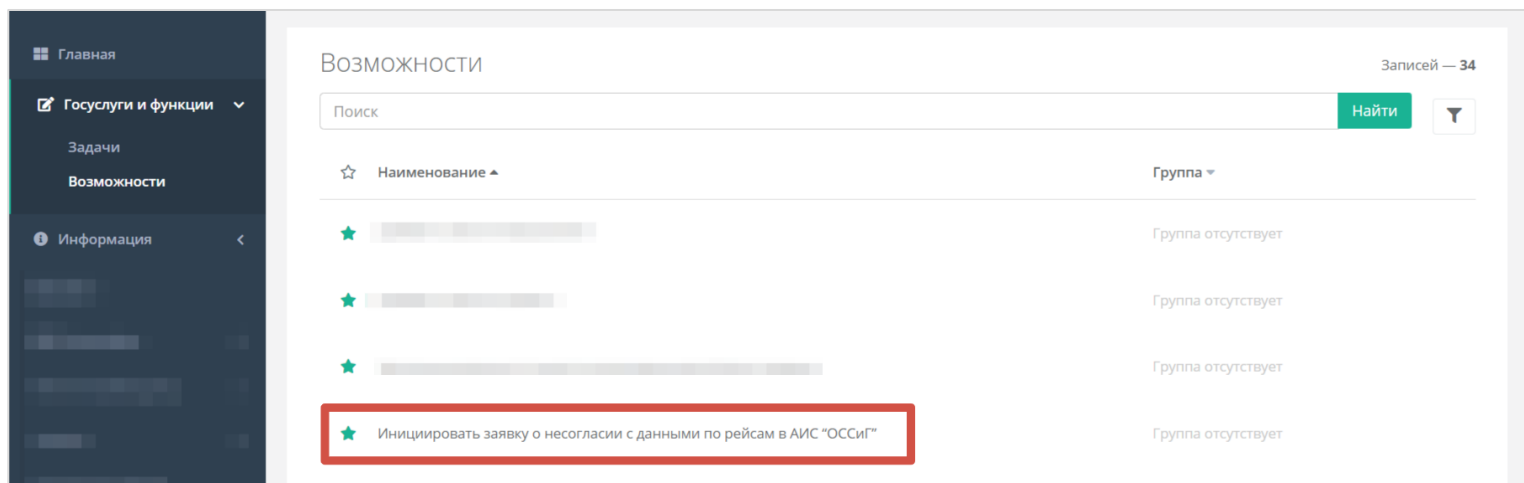 Главная
Госуслуги и функции
Задачи
Возможности
Информация
Возможности
Записей — 34
Поиск
Найти
Наименование
Группа
Группа отсутствует
Группа отсутствует
Группа отсутствует
Инициировать заявку о несогласии с данными по рейсам в АИС “ОССиГ” Группа отсутствует